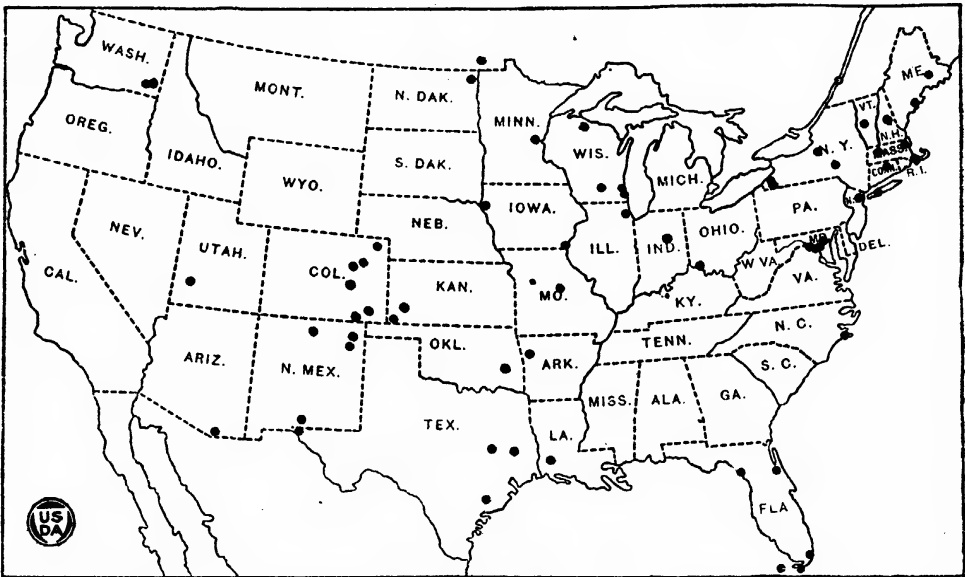 WASH.
MONT.
N. DAK.
MINN.
ME.
VT.
N.H.
OREG.
IDAHO.
S. DAK.
WIS.
MICH.
N.Y.
MASS.
CONN.
R.I.
WYO.
NEB.
IOWA.
PA.
N.J.
NEV.
UTAH.
COL.
KAN.
ILL.
IND.
OHIO.
W VA.
MD.
DEL.
VA.
CAL.
MO.
KY.
ARIZ.
N. MEX.
OKL.
ARK.
TENN.
N. C.
S. C.
TEX.
LA.
MISS.
ALA.
GA.
FLA
US
DA